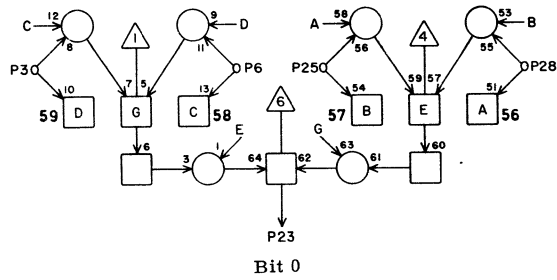 C 12 8 1 9 D 11 A 58 56 4 53 B 55
P3 7 5 P6 P25 59 57 P28
10 13 54 51
59 D G C 58 6 57 B E A 56
6 E G 60
3 1 64 62 63 61
P23
Bit 0